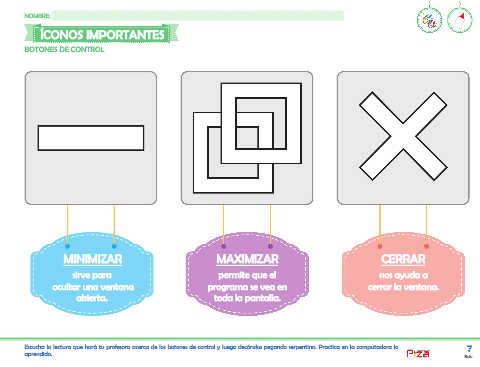 NOMBRE:
ÍCONOS IMPORTANTES
BOTONES DE CONTROL
MINIMIZAR
sirve para
ocultar una ventana
abierta.
MAXIMIZAR
permite que el
programa se vea en
toda la pantalla.
CERRAR
nos ayuda a
cerrar la ventana.
Escucha la lectura que hará tu profesora acerca de los botones de control y luego decóralos pegando serpentina. Practica en la computadora lo
aprendido.
7